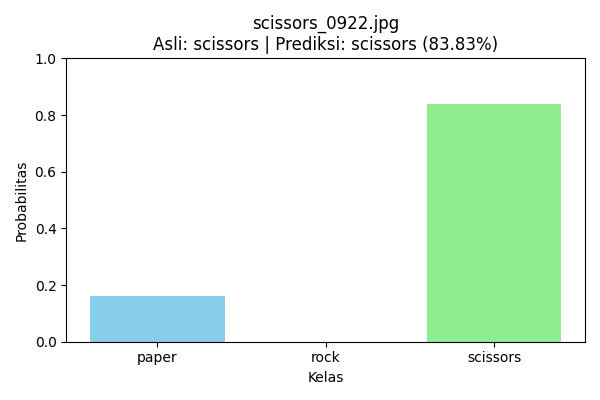 scissors_0922.jpg
Asli: scissors | Prediksi: scissors (83.83%)
1.0
0.8
0.6
0.4
0.2
0.0
Probabilitas
paper
rock
scissors
Kelas